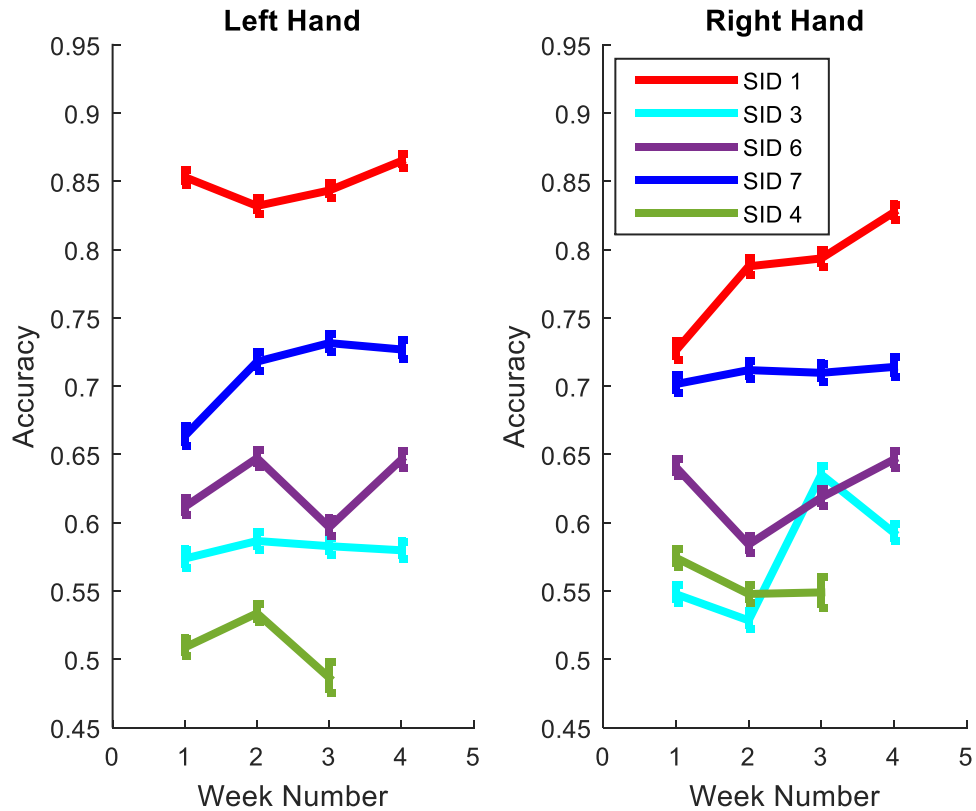 Left Hand
Accuracy
0.95
0.9
0.85
0.8
0.75
0.7
0.65
0.6
0.55
0.5
0.45
0 1 2 3 4 5
Week Number
Right Hand
Accuracy
0.95
0.9
0.85
0.8
0.75
0.7
0.65
0.6
0.55
0.5
0.45
SID 1
SID 3
SID 6
SID 7
SID 4
0 1 2 3 4 5
Week Number